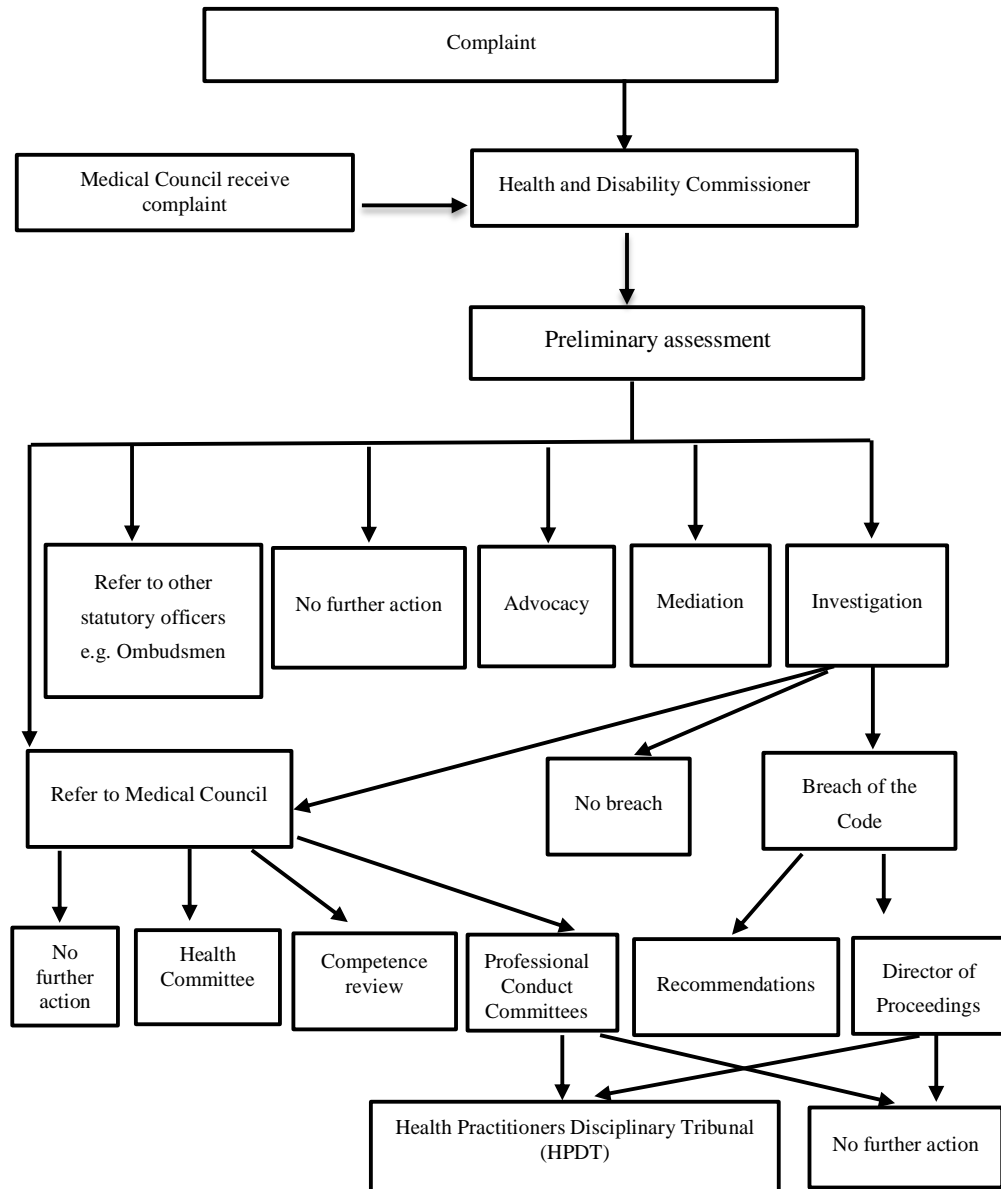 Complaint
Medical Council receive
complaint
Health and Disability Commissioner
Preliminary assessment
Refer to other
statutory officers
e.g. Ombudsmen
No further action
Advocacy
Mediation
Investigation
Refer to Medical Council
No breach
Breach of the
Code
No
further
action
Health
Committee
Competence
review
Professional
Conduct
Committees
Recommendations
Director of
Proceedings
Health Practitioners Disciplinary Tribunal
(HPDT)
No further action